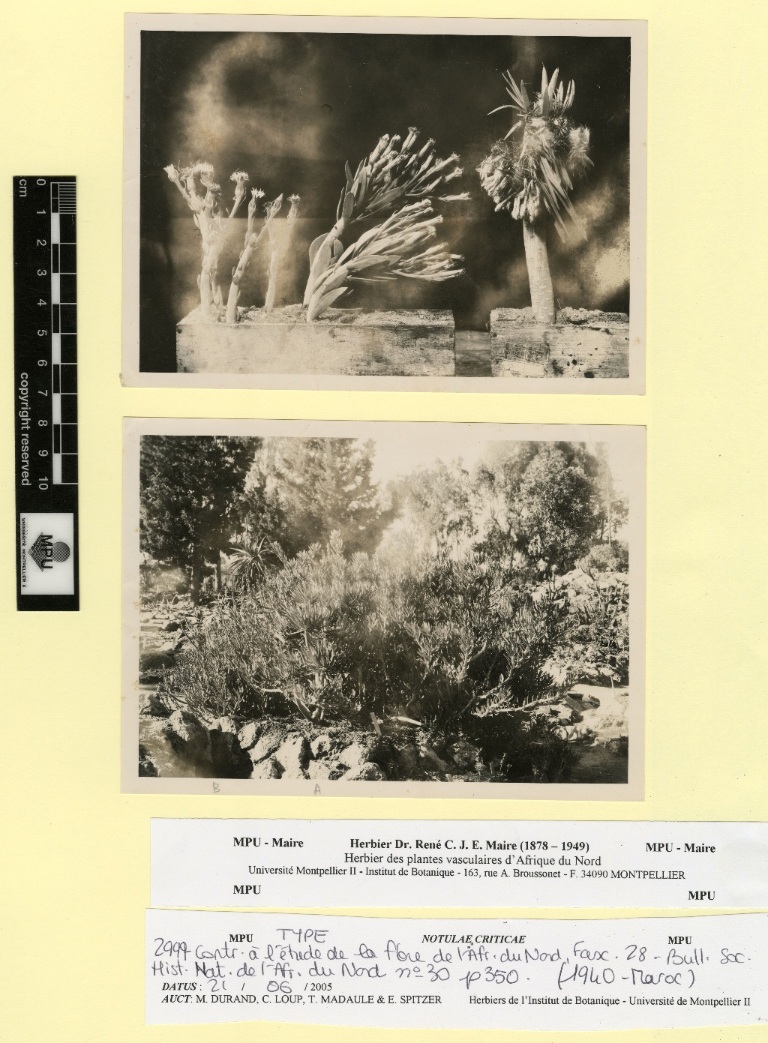 cm
0 1 2 3 4 5 6 7 8 9 10
copyright reserved
MPU
B A
MPU - Maire Herbier Dr. René C. J. E. Maire (1878 – 1949) MPU - Maire
Herbier des plantes vasculaires d'Afrique du Nord
Université Montpellier II - Institut de Botanique - 163, rue A. Broussonet - F. 34090 MONTPELLIER
MPU MPU
MPU TYPE NOTULAE CRITICAE MPU
2999 Contr. à l'étude de la flore de l'Afr. du Nord, Fasc. 28 - Bull. Soc.
Hist. Nat. de l'Afr. du Nord n° 30 p 350. (1940 - Maroc)
DATUS : 21 / 06 / 2005
AUCT: M. DURAND, C. LOUP, T. MADAULE & E. SPITZER Herbiers de l'Institut de Botanique - Université de Montpellier II